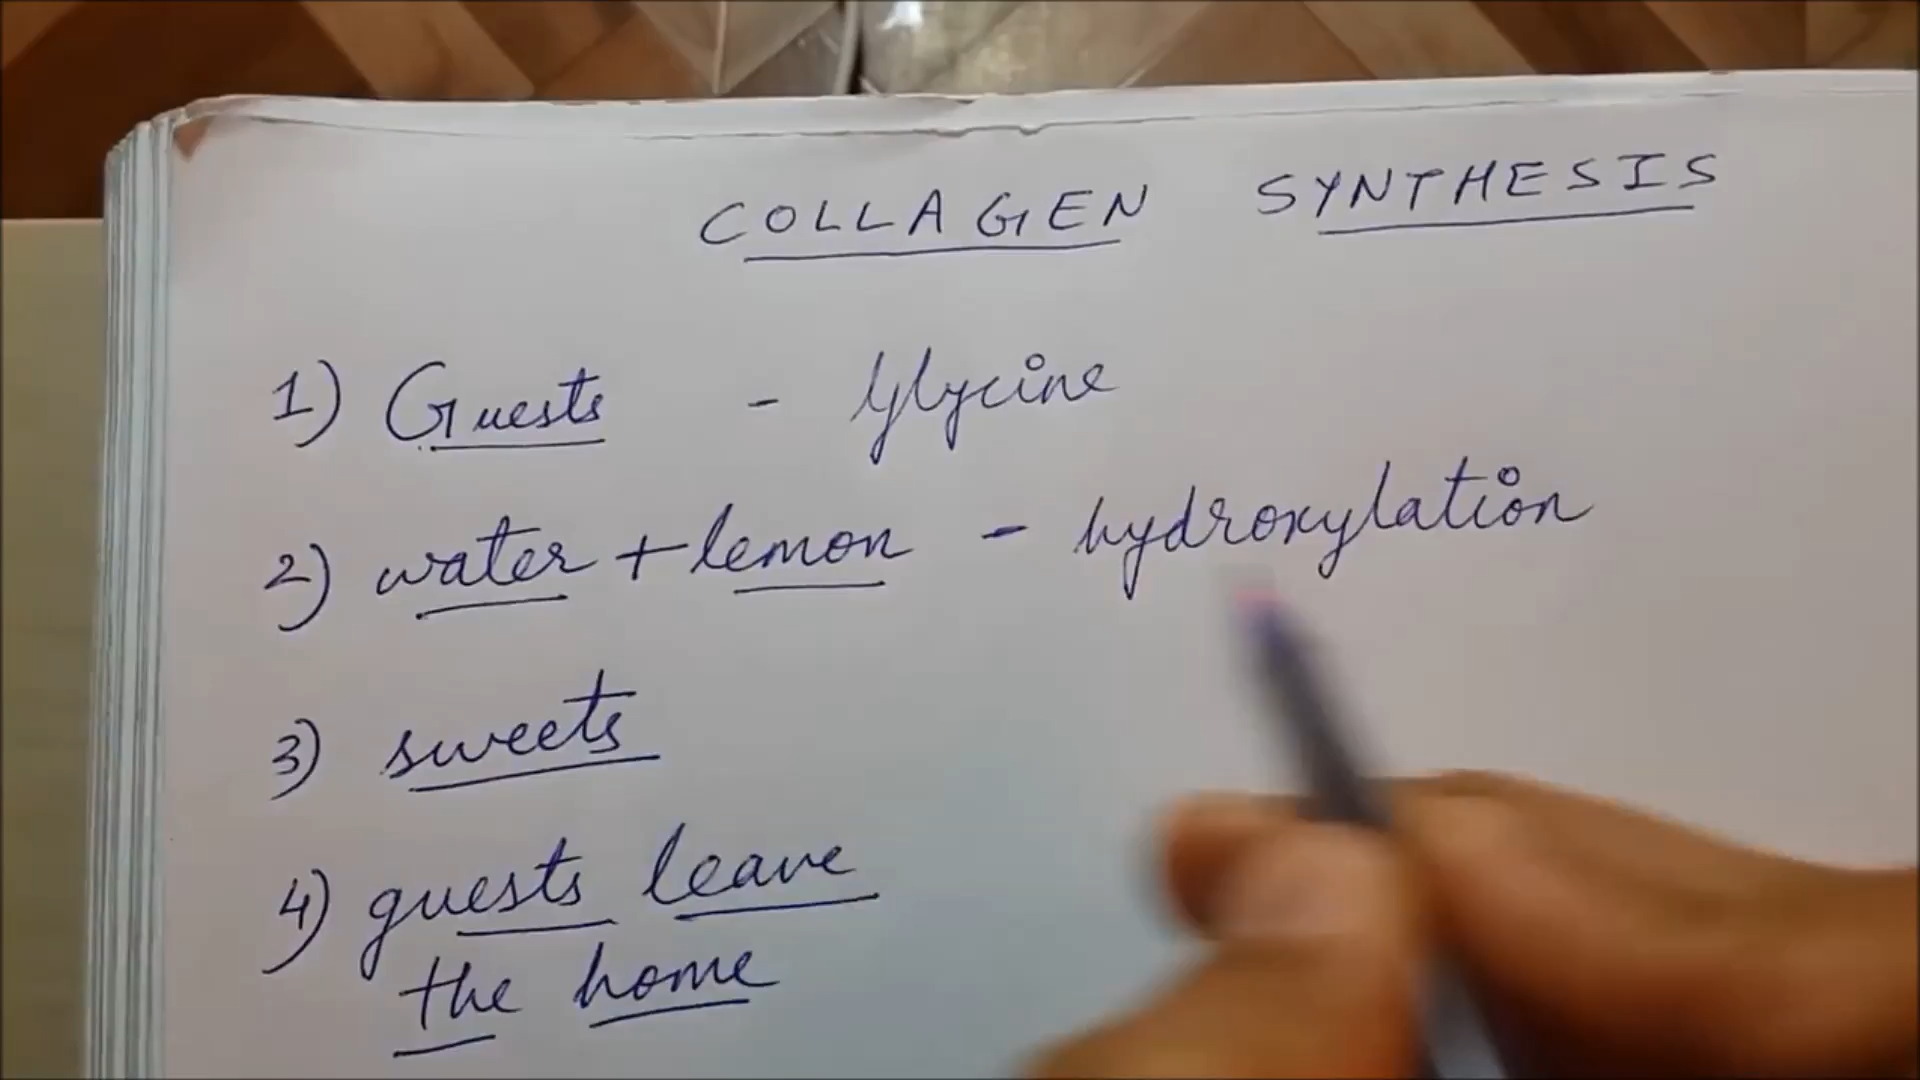 COLLAGEN SYNTHESIS
1) Guests - Glycine
2) water + lemon - hydroxylation
3) sweets
4) guests leave
the home